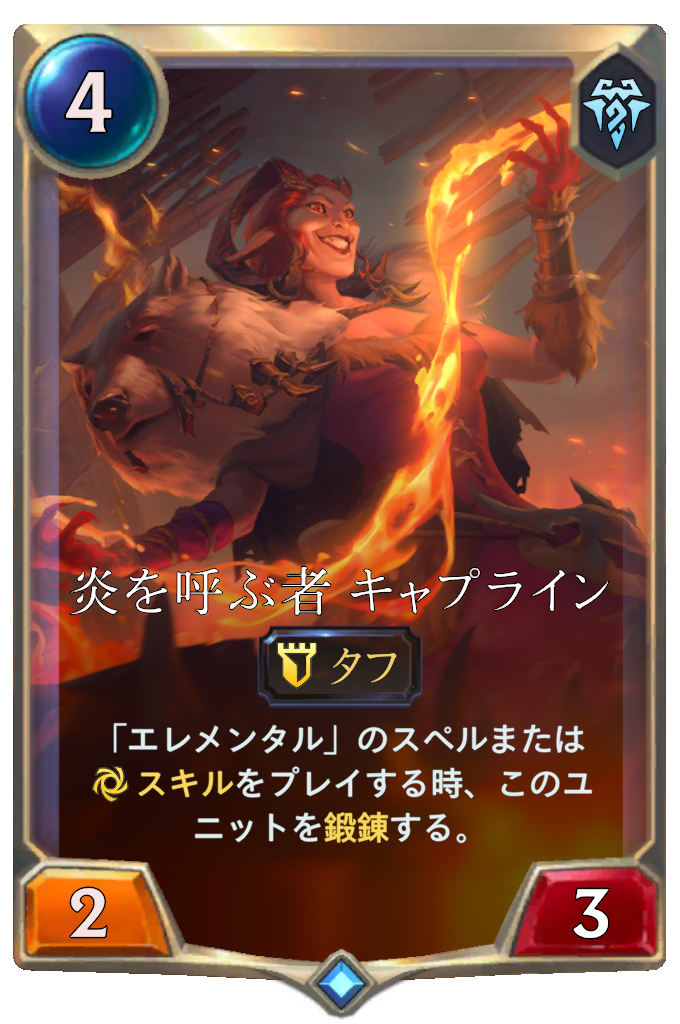 4
炎を呼ぶ者 キャプライン
タフ
「エレメンタル」のスペルまたは
スキルをプレイする時、このユ
ニットを鍛錬する。
2
3